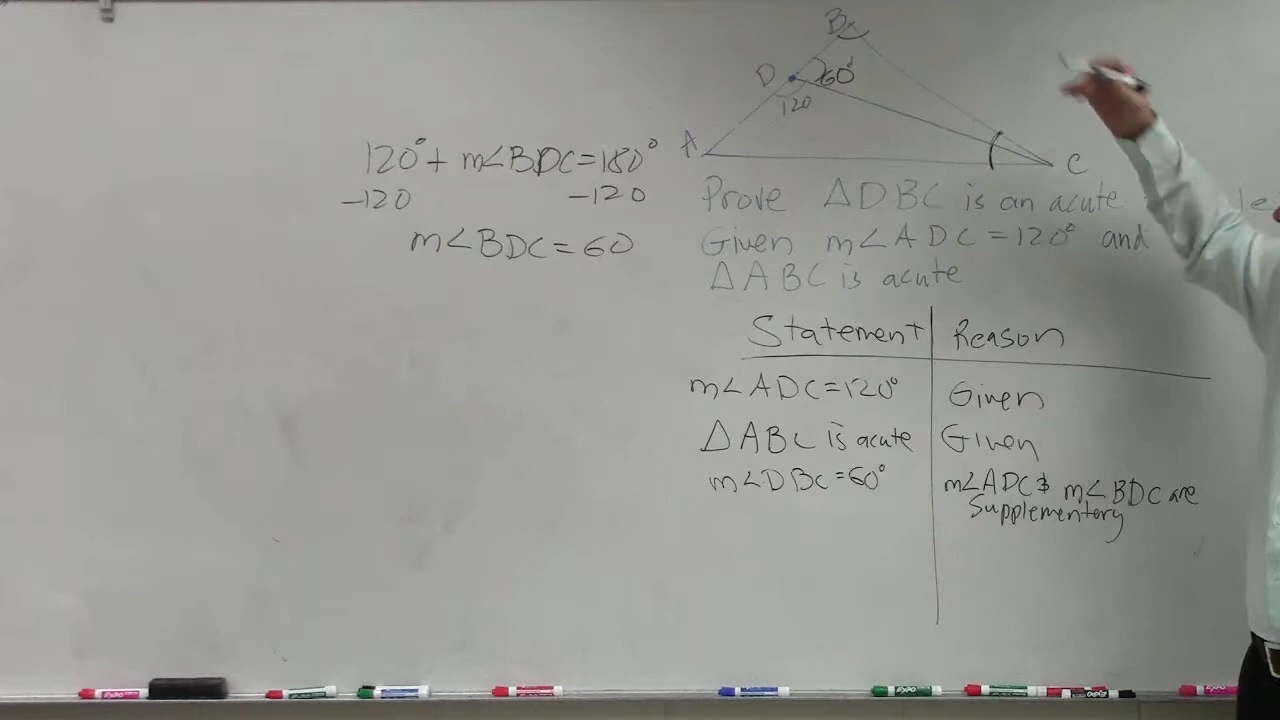 B
D
60°
120
A
C
120° + m∠BDC = 180°
-120 -120
m∠BDC = 60
Prove △DBC is an acute
Given m∠ADC = 120° and
△ABC is acute
Statement Reason
m∠ADC = 120° Given
△ABC is acute Given
m∠DBC = 60° m∠ADC & m∠BDC are
Supplementory